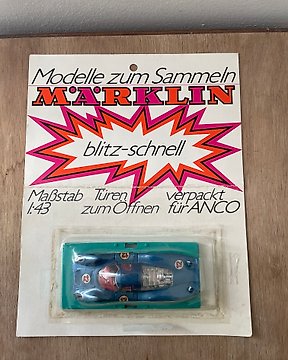 Modelle zum Sammeln
MÄRKLIN
blitz-schnell
Maßstab Türen verpackt
1:43 zum Öffnen für ANCO